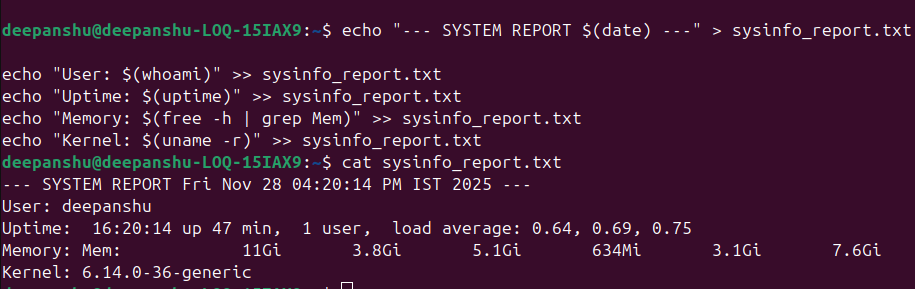 deepanshu@deepanshu-LOQ-15IAX9:~$ echo "--- SYSTEM REPORT $(date) ---" > sysinfo_report.txt
echo "User: $(whoami)" >> sysinfo_report.txt
echo "Uptime: $(uptime)" >> sysinfo_report.txt
echo "Memory: $(free -h | grep Mem)" >> sysinfo_report.txt
echo "Kernel: $(uname -r)" >> sysinfo_report.txt
deepanshu@deepanshu-LOQ-15IAX9:~$ cat sysinfo_report.txt
--- SYSTEM REPORT Fri Nov 28 04:20:14 PM IST 2025 ---
User: deepanshu
Uptime:  16:20:14 up 47 min,  1 user,  load average: 0.64, 0.69, 0.75
Memory: Mem:            11Gi       3.8Gi       5.1Gi       634Mi       3.1Gi       7.6Gi
Kernel: 6.14.0-36-generic
deepanshu@deepanshu-LOQ-15IAX9:~$